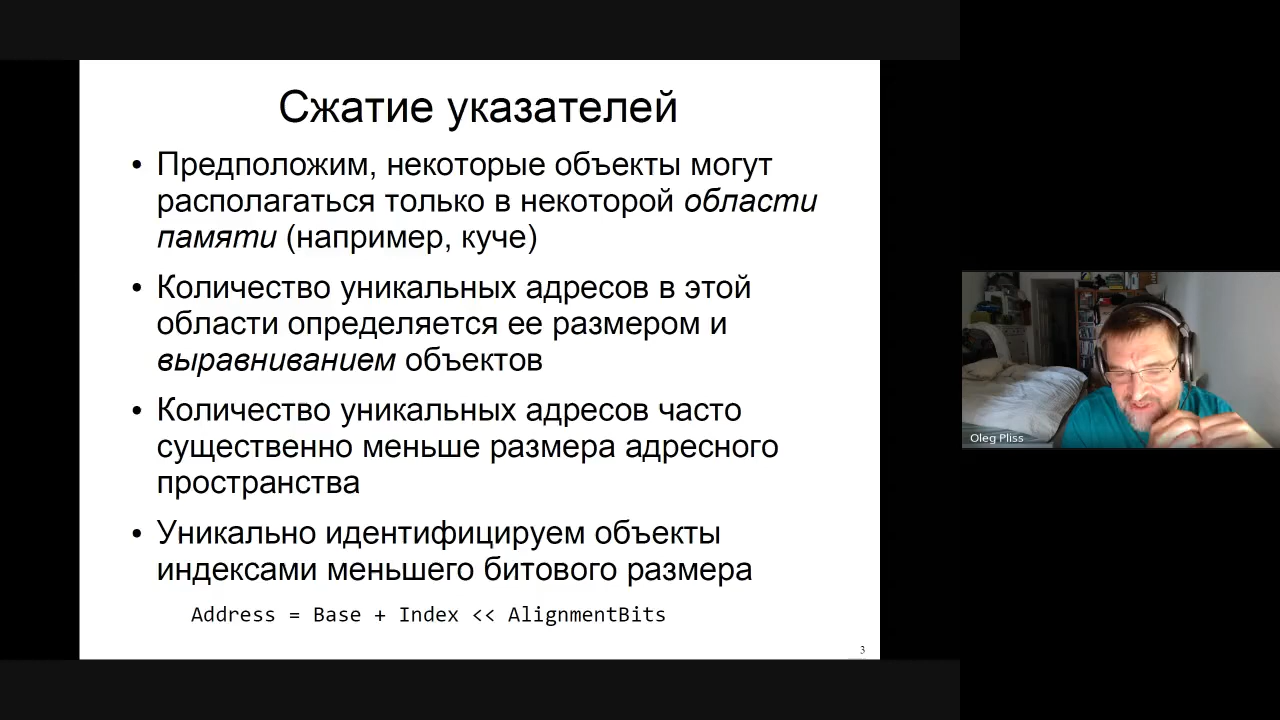 Сжатие указателей
• Предположим, некоторые объекты могут
располагаться только в некоторой области
памяти (например, куче)
• Количество уникальных адресов в этой
области определяется ее размером и
выравниванием объектов
• Количество уникальных адресов часто
существенно меньше размера адресного
пространства
• Уникально идентифицируем объекты
индексами меньшего битового размера
Address = Base + Index << AlignmentBits
3
Oleg Pliss